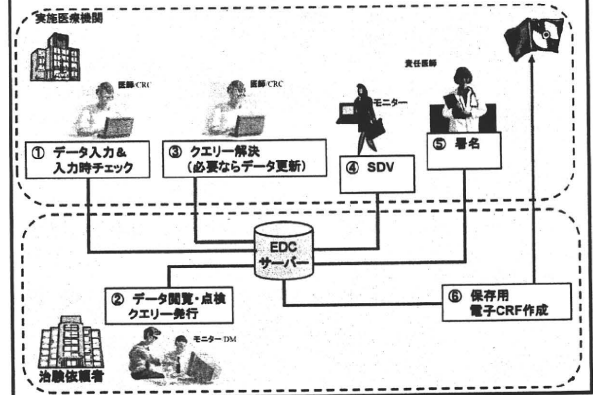 実施医療機関
医師/CRC
医師/CRC
モニター
責任医師
① データ入力＆
入力時チェック
③ クエリー解決
（必要ならデータ更新）
④ SDV
⑤ 署名
EDC
サーバー
② データ閲覧・点検
クエリー発行
⑥ 保存用
電子CRF作成
モニター/DM
治験依頼者